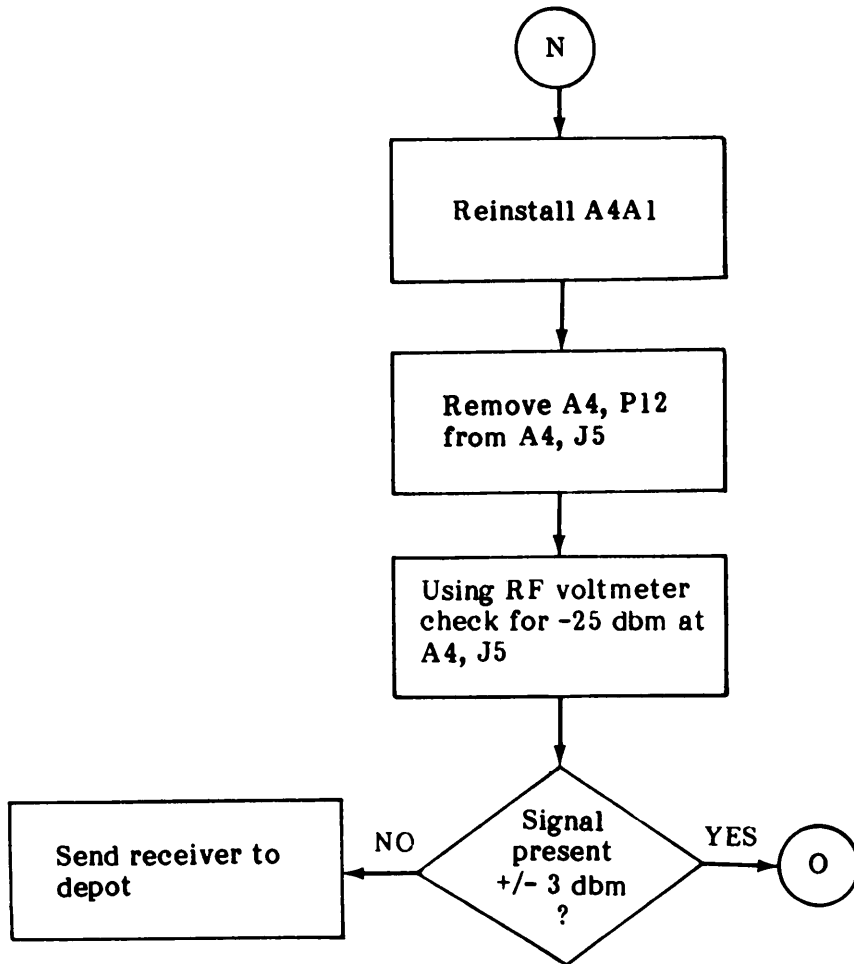 N
Reinstall A4A1
Remove A4, P12
from A4, J5
Using RF voltmeter
check for -25 dbm at
A4, J5
Signal
present
+/- 3 dbm
?
NO
Send receiver to
depot
YES
O